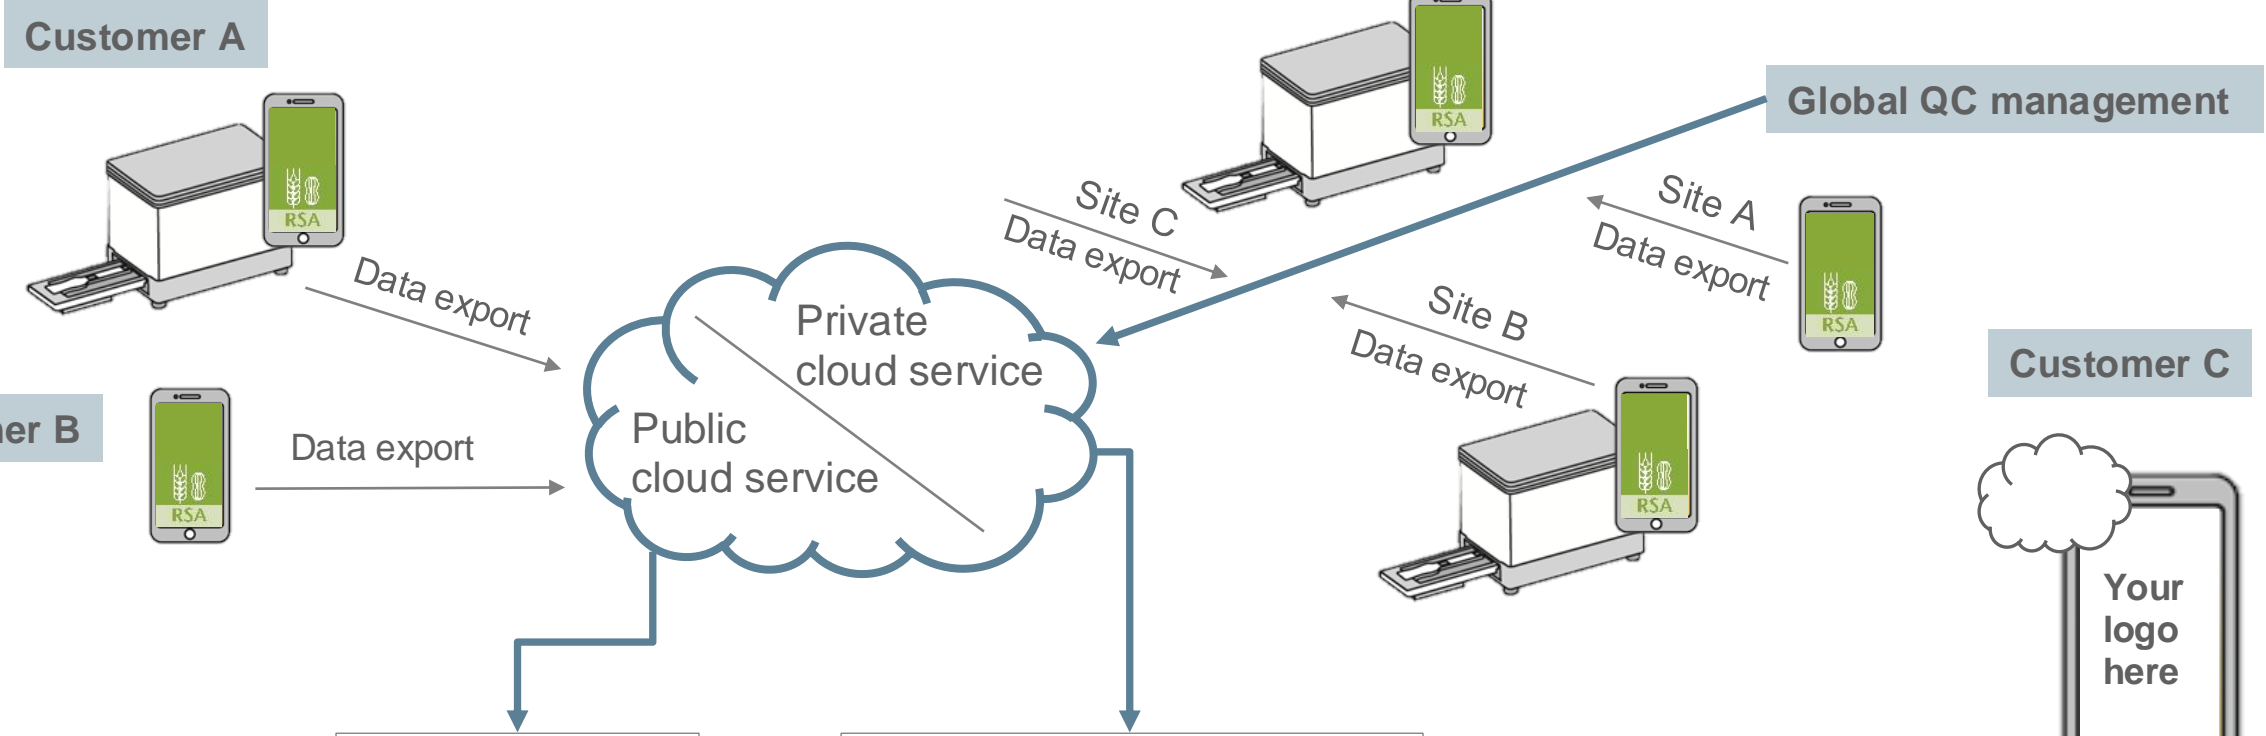 Customer A
RSA
Data export
er B
Data export
RSA
Private
cloud service
Public
cloud service
RSA
Site C
Data export
Global QC management
Site A
Data export
RSA
Site B
Data export
RSA
Customer C
Your
logo
here